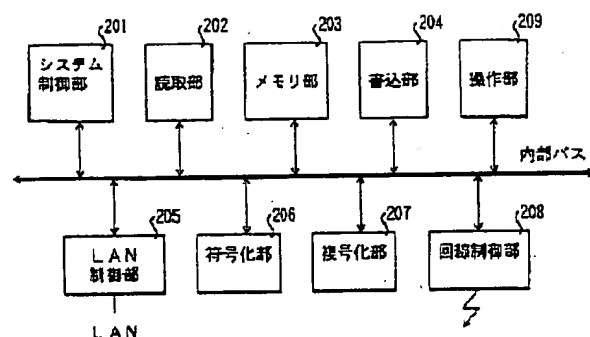 201
202
203
204
209
システム
制御部
読取部
メモリ部
書込部
操作部
内部バス
205
206
207
208
LAN
制御部
符号化部
復号化部
回線制御部
LAN